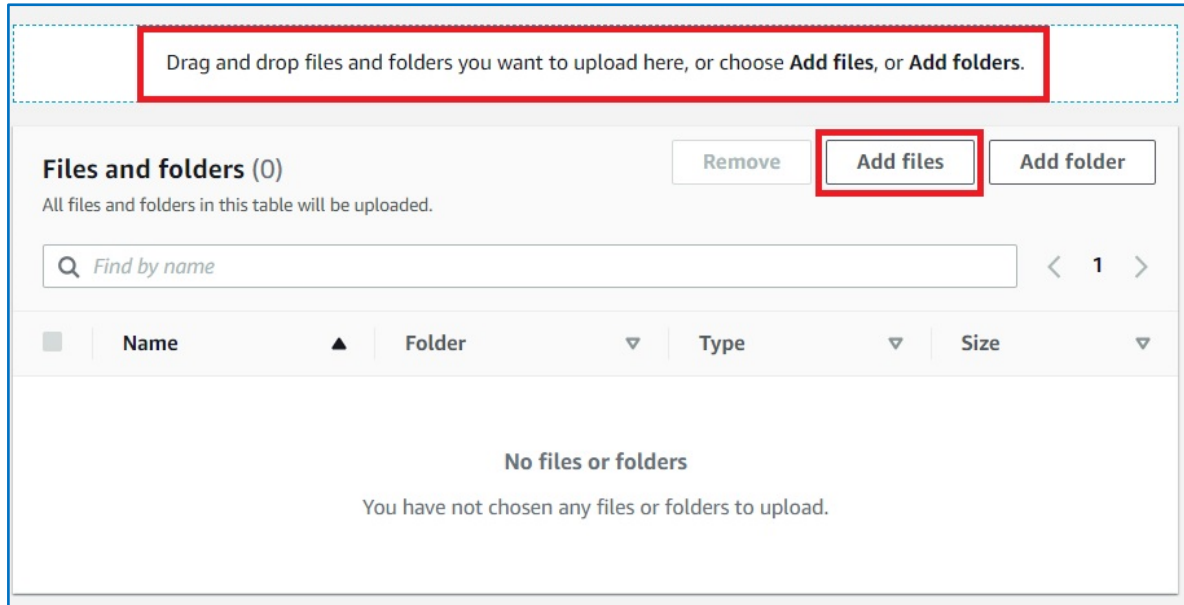 Drag and drop files and folders you want to upload here, or choose Add files, or Add folders.
Files and folders (0)
Remove
Add files
Add folder
All files and folders in this table will be uploaded.
Find by name
1
Name
Folder
Type
Size
No files or folders
You have not chosen any files or folders to upload.